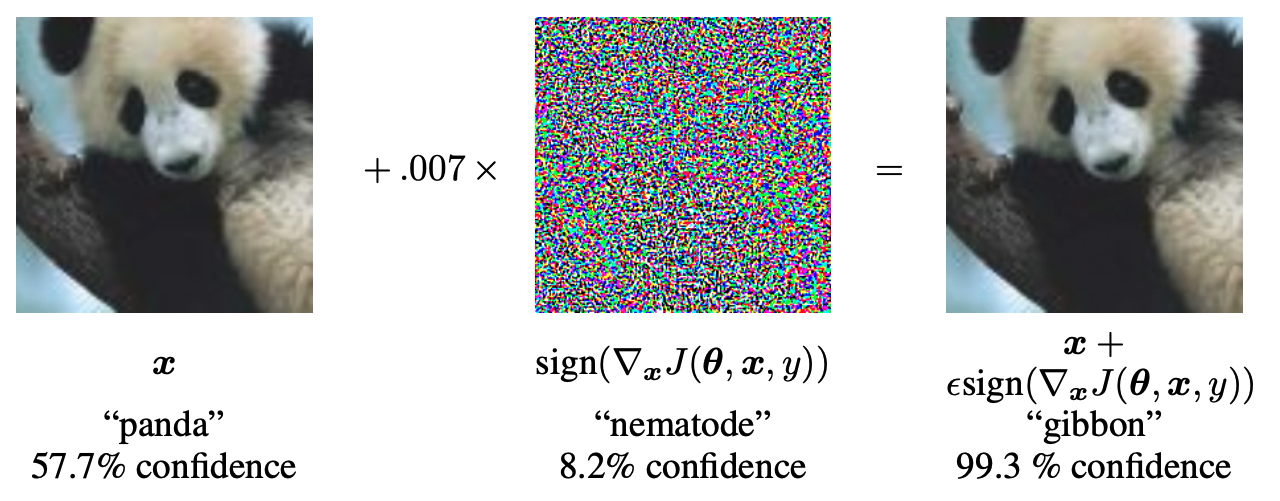 + .007 × =
𝒙
sign(∇𝒙J(𝜽, 𝒙, y))
𝒙 +
ϵsign(∇𝒙J(𝜽, 𝒙, y))
“panda”
“nematode”
“gibbon”
57.7% confidence
8.2% confidence
99.3 % confidence